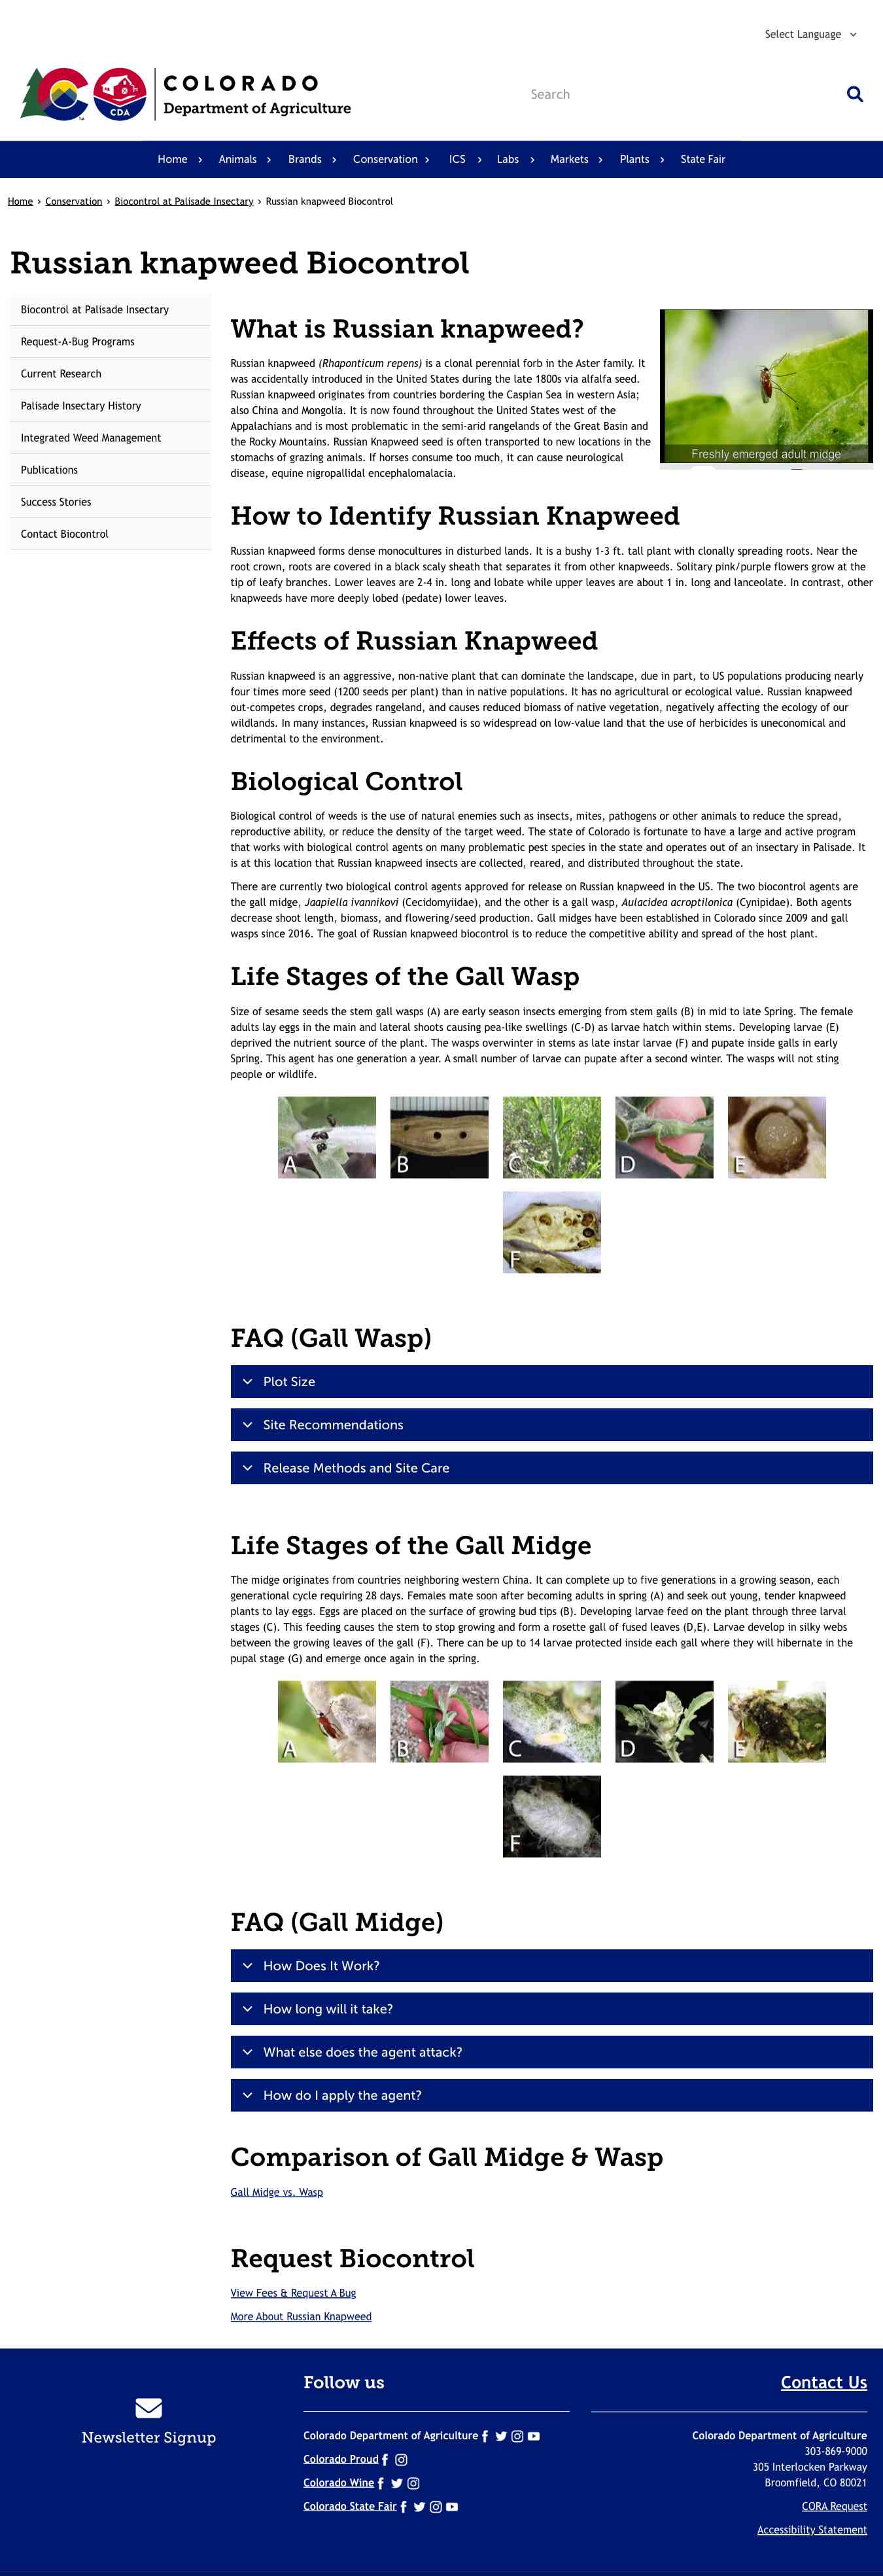 Select Language
COLORADO
Department of Agriculture
CDA
Search
Home
Animals
Brands
Conservation
ICS
Labs
Markets
Plants
State Fair
Home › Conservation › Biocontrol at Palisade Insectary › Russian knapweed Biocontrol
Russian knapweed Biocontrol
Biocontrol at Palisade Insectary
Request-A-Bug Programs
Current Research
Palisade Insectary History
Integrated Weed Management
Publications
Success Stories
Contact Biocontrol
What is Russian knapweed?
Russian knapweed (Rhaponticum repens) is a clonal perennial forb in the Aster family. It
was accidentally introduced in the United States during the late 1800s via alfalfa seed.
Russian knapweed originates from countries bordering the Caspian Sea in western Asia;
also China and Mongolia. It is now found throughout the United States west of the
Appalachians and is most problematic in the semi-arid rangelands of the Great Basin and
the Rocky Mountains. Russian Knapweed seed is often transported to new locations in the
stomachs of grazing animals. If horses consume too much, it can cause neurological
disease, equine nigropallidal encephalomalacia.
Freshly emerged adult midge
How to Identify Russian Knapweed
Russian knapweed forms dense monocultures in disturbed lands. It is a bushy 1-3 ft. tall plant with clonally spreading roots. Near the
root crown, roots are covered in a black scaly sheath that separates it from other knapweeds. Solitary pink/purple flowers grow at the
tip of leafy branches. Lower leaves are 2-4 in. long and lobate while upper leaves are about 1 in. long and lanceolate. In contrast, other
knapweeds have more deeply lobed (pedate) lower leaves.
Effects of Russian Knapweed
Russian knapweed is an aggressive, non-native plant that can dominate the landscape, due in part, to US populations producing nearly
four times more seed (1200 seeds per plant) than in native populations. It has no agricultural or ecological value. Russian knapweed
out-competes crops, degrades rangeland, and causes reduced biomass of native vegetation, negatively affecting the ecology of our
wildlands. In many instances, Russian knapweed is so widespread on low-value land that the use of herbicides is uneconomical and
detrimental to the environment.
Biological Control
Biological control of weeds is the use of natural enemies such as insects, mites, pathogens or other animals to reduce the spread,
reproductive ability, or reduce the density of the target weed. The state of Colorado is fortunate to have a large and active program
that works with biological control agents on many problematic pest species in the state and operates out of an insectary in Palisade. It
is at this location that Russian knapweed insects are collected, reared, and distributed throughout the state.
There are currently two biological control agents approved for release on Russian knapweed in the US. The two biocontrol agents are
the gall midge, Jaapiella ivannikovi (Cecidomyiidae), and the other is a gall wasp, Aulacidea acroptilonica (Cynipidae). Both agents
decrease shoot length, biomass, and flowering/seed production. Gall midges have been established in Colorado since 2009 and gall
wasps since 2016. The goal of Russian knapweed biocontrol is to reduce the competitive ability and spread of the host plant.
Life Stages of the Gall Wasp
Size of sesame seeds the stem gall wasps (A) are early season insects emerging from stem galls (B) in mid to late Spring. The female
adults lay eggs in the main and lateral shoots causing pea-like swellings (C-D) as larvae hatch within stems. Developing larvae (E)
deprived the nutrient source of the plant. The wasps overwinter in stems as late instar larvae (F) and pupate inside galls in early
Spring. This agent has one generation a year. A small number of larvae can pupate after a second winter. The wasps will not sting
people or wildlife.
A
B
C
D
E
F
FAQ (Gall Wasp)
Plot Size
Site Recommendations
Release Methods and Site Care
Life Stages of the Gall Midge
The midge originates from countries neighboring western China. It can complete up to five generations in a growing season, each
generational cycle requiring 28 days. Females mate soon after becoming adults in spring (A) and seek out young, tender knapweed
plants to lay eggs. Eggs are placed on the surface of growing bud tips (B). Developing larvae feed on the plant through three larval
stages (C). This feeding causes the stem to stop growing and form a rosette gall of fused leaves (D,E). Larvae develop in silky webs
between the growing leaves of the gall (F). There can be up to 14 larvae protected inside each gall where they will hibernate in the
pupal stage (G) and emerge once again in the spring.
A
B
C
D
E
F
FAQ (Gall Midge)
How Does It Work?
How long will it take?
What else does the agent attack?
How do I apply the agent?
Comparison of Gall Midge & Wasp
Gall Midge vs. Wasp
Request Biocontrol
View Fees & Request A Bug
More About Russian Knapweed
Newsletter Signup
Follow us
Colorado Department of Agriculture
Colorado Proud
Colorado Wine
Colorado State Fair
Contact Us
Colorado Department of Agriculture
303-869-9000
305 Interlocken Parkway
Broomfield, CO 80021
CORA Request
Accessibility Statement